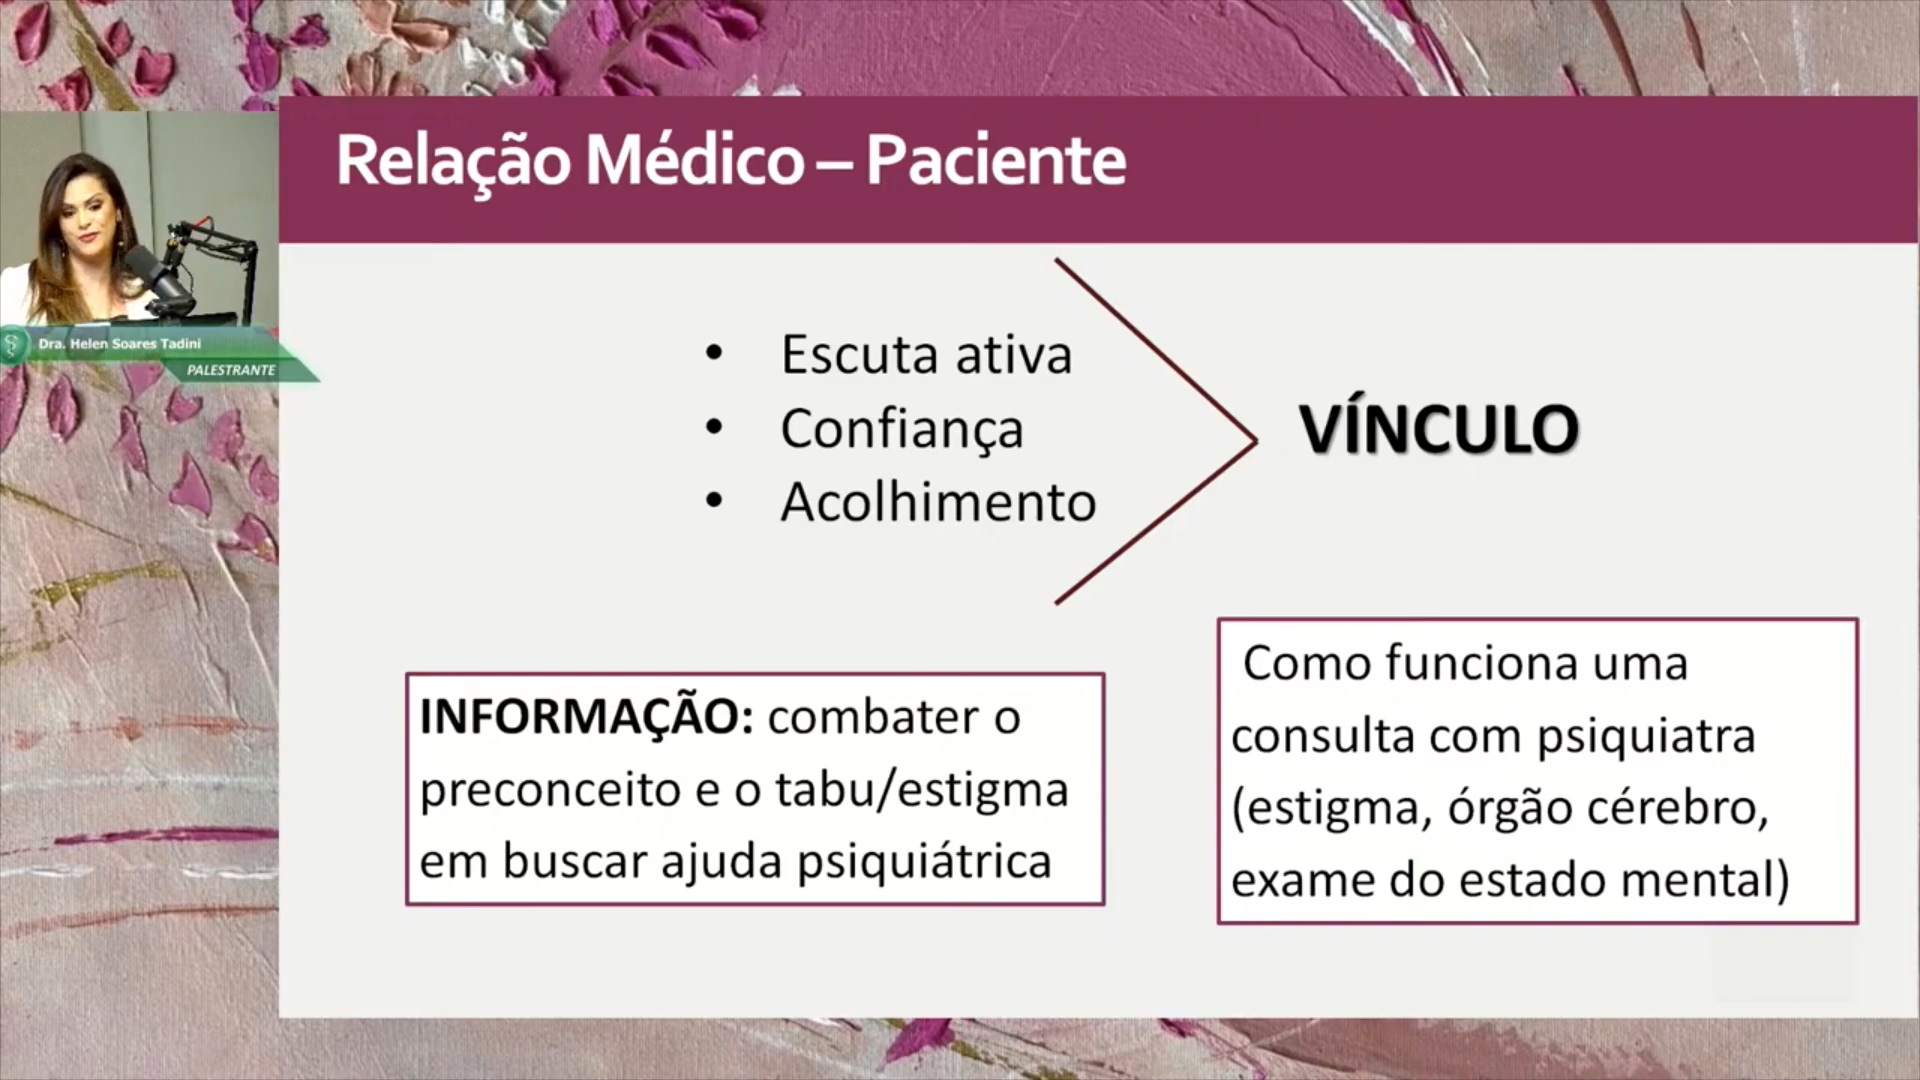 Relação Médico – Paciente
Dra. Helen Soares Tadini
PALESTRANTE
• Escuta ativa
• Confiança
• Acolhimento
VÍNCULO
INFORMAÇÃO: combater o
preconceito e o tabu/estigma
em buscar ajuda psiquiátrica
Como funciona uma
consulta com psiquiatra
(estigma, órgão cérebro,
exame do estado mental)